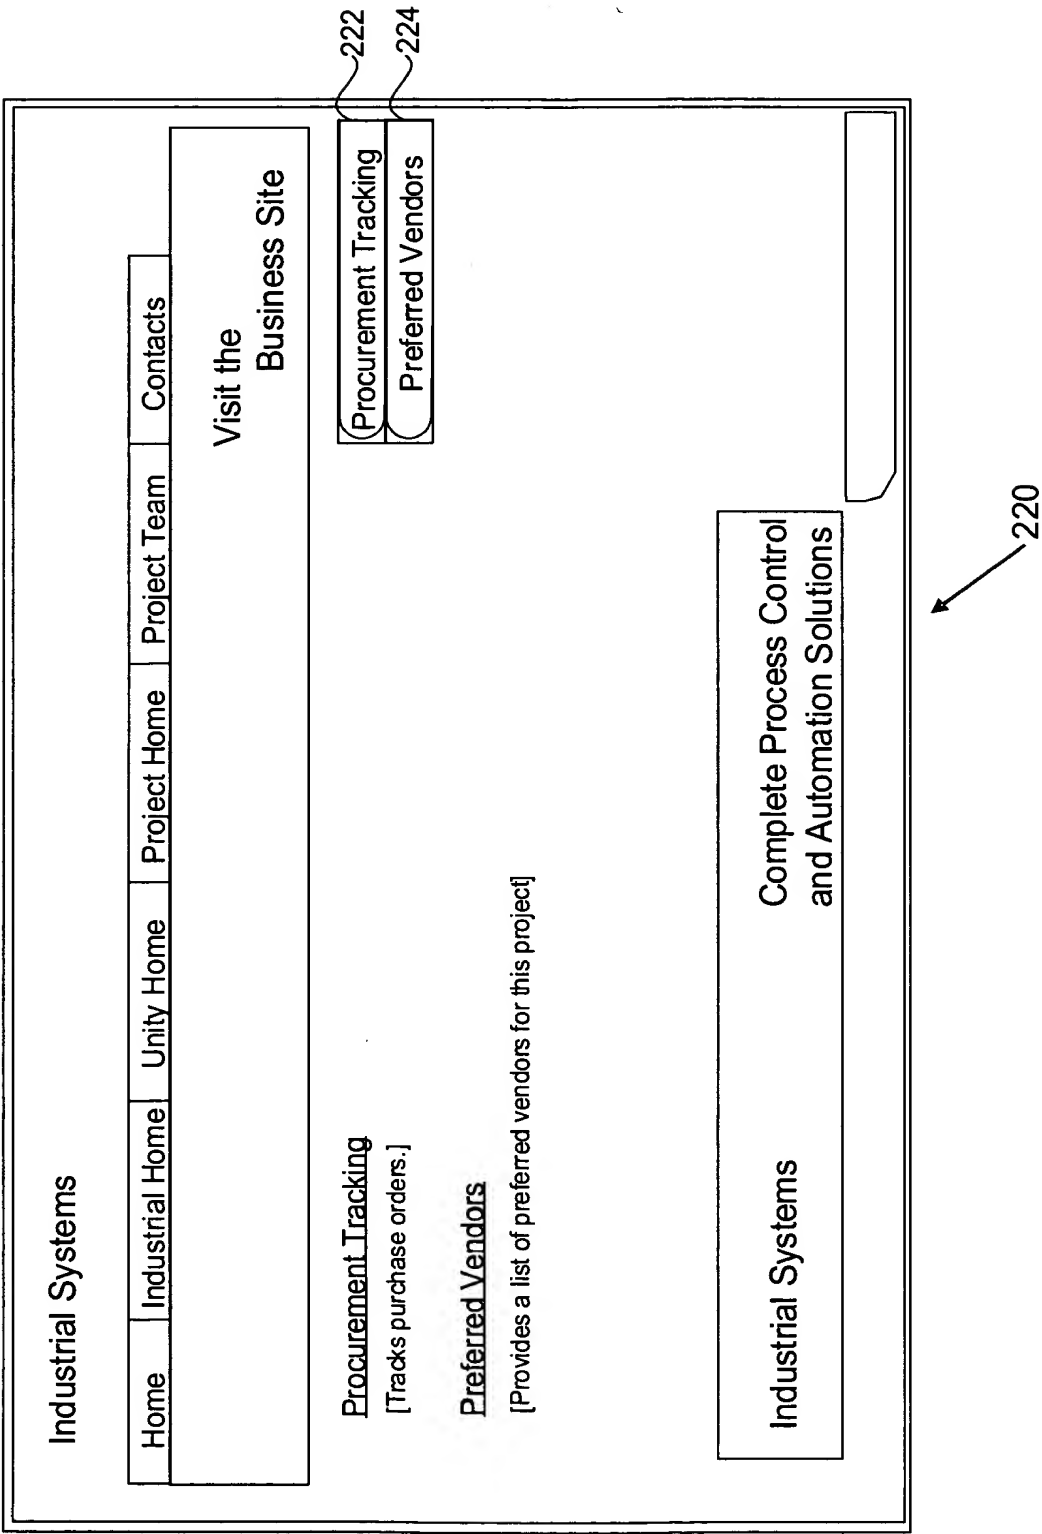 Industrial Systems
Home Industrial Home Unity Home Project Home Project Team Contacts
Visit the
Business Site
Procurement Tracking
[Tracks purchase orders.]
Preferred Vendors
[Provides a list of preferred vendors for this project]
Procurement Tracking
222
Preferred Vendors
224
Industrial Systems
Complete Process Control
and Automation Solutions
220